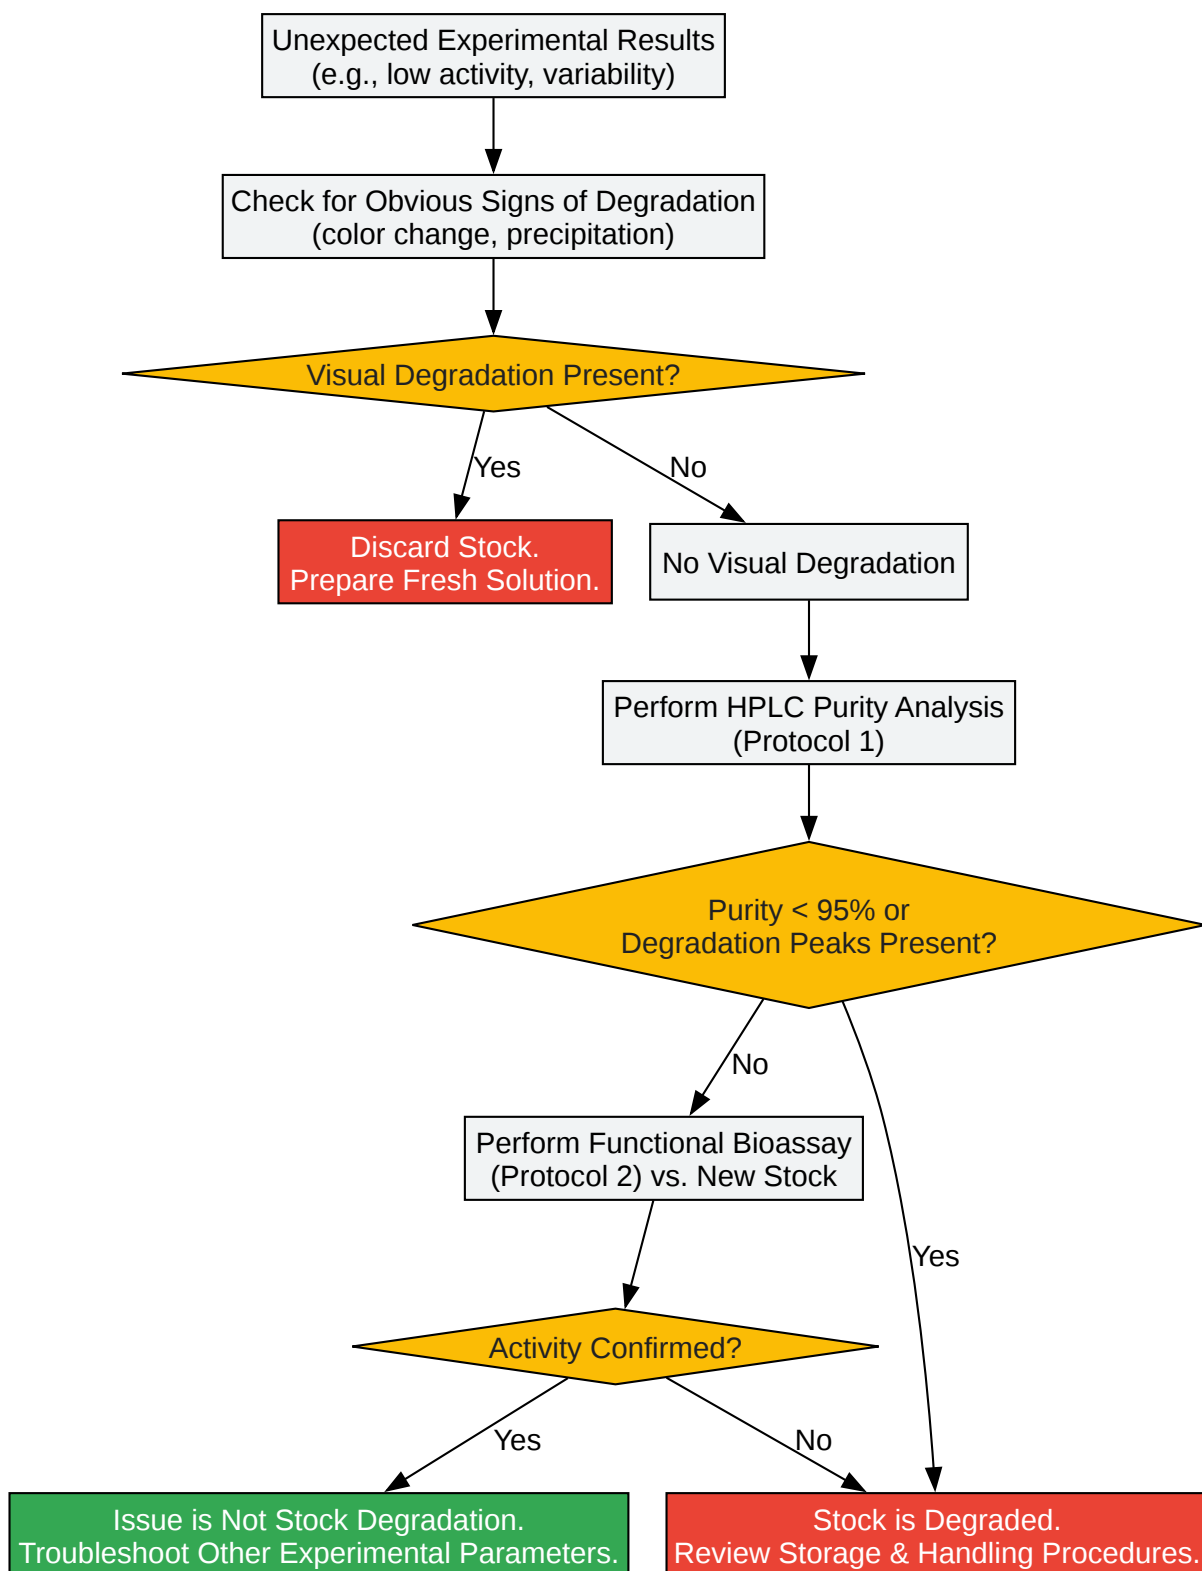 Unexpected Experimental Results
(e.g., low activity, variability)
Check for Obvious Signs of Degradation
(color change, precipitation)
Visual Degradation Present?
Yes
No
Discard Stock.
Prepare Fresh Solution.
No Visual Degradation
Perform HPLC Purity Analysis
(Protocol 1)
Purity < 95% or
Degradation Peaks Present?
No
Perform Functional Bioassay
(Protocol 2) vs. New Stock
Yes
Activity Confirmed?
Yes
No
Issue is Not Stock Degradation.
Troubleshoot Other Experimental Parameters.
Stock is Degraded.
Review Storage & Handling Procedures.